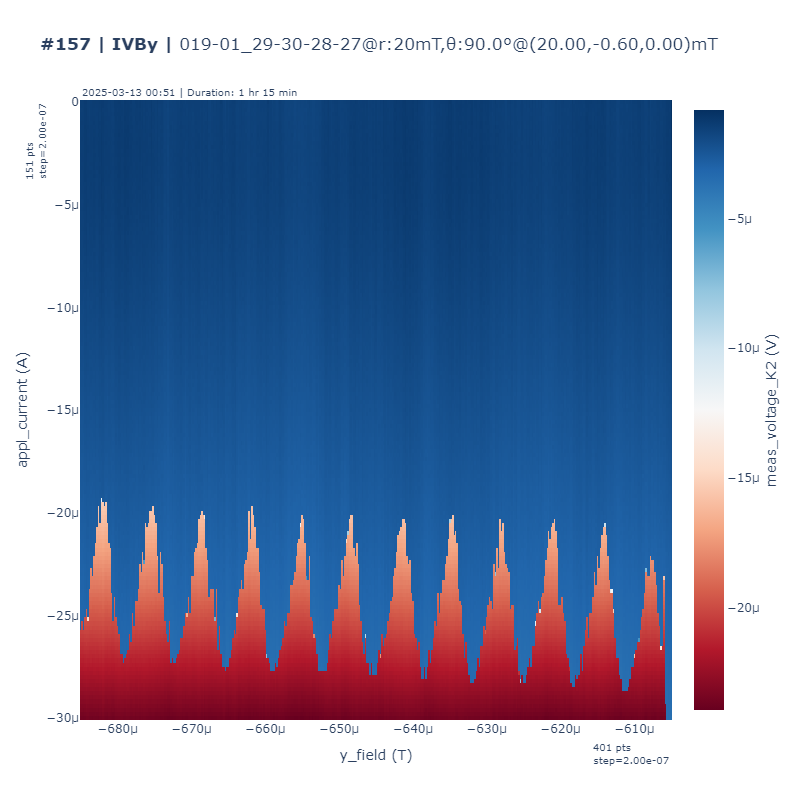 #157 | IVBy | 019-01_29-30-28-27@r:20mT,θ:90.0°@(20.00,-0.60,0.00)mT
2025-03-13 00:51 | Duration: 1 hr 15 min
151 pts
step=2.00e-07
0
−5μ
−10μ
−15μ
−20μ
−25μ
−30μ
appl_current (A)
−680μ
−670μ
−660μ
−650μ
−640μ
−630μ
−620μ
−610μ
y_field (T)
401 pts
step=2.00e-07
−5μ
−10μ
−15μ
−20μ
meas_voltage_K2 (V)